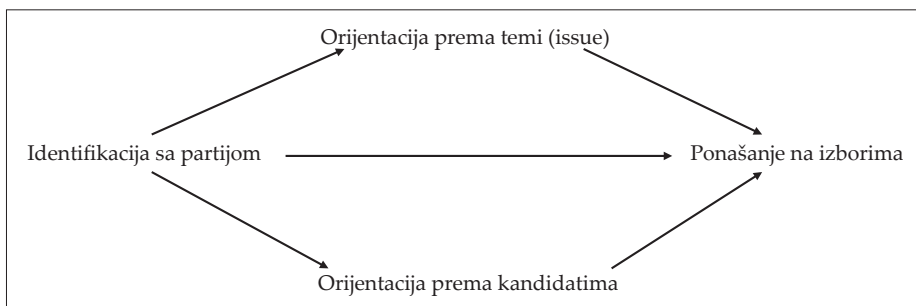 Orijentacija prema temi (issue)
Identifikacija sa partijom
Ponašanje na izborima
Orijentacija prema kandidatima